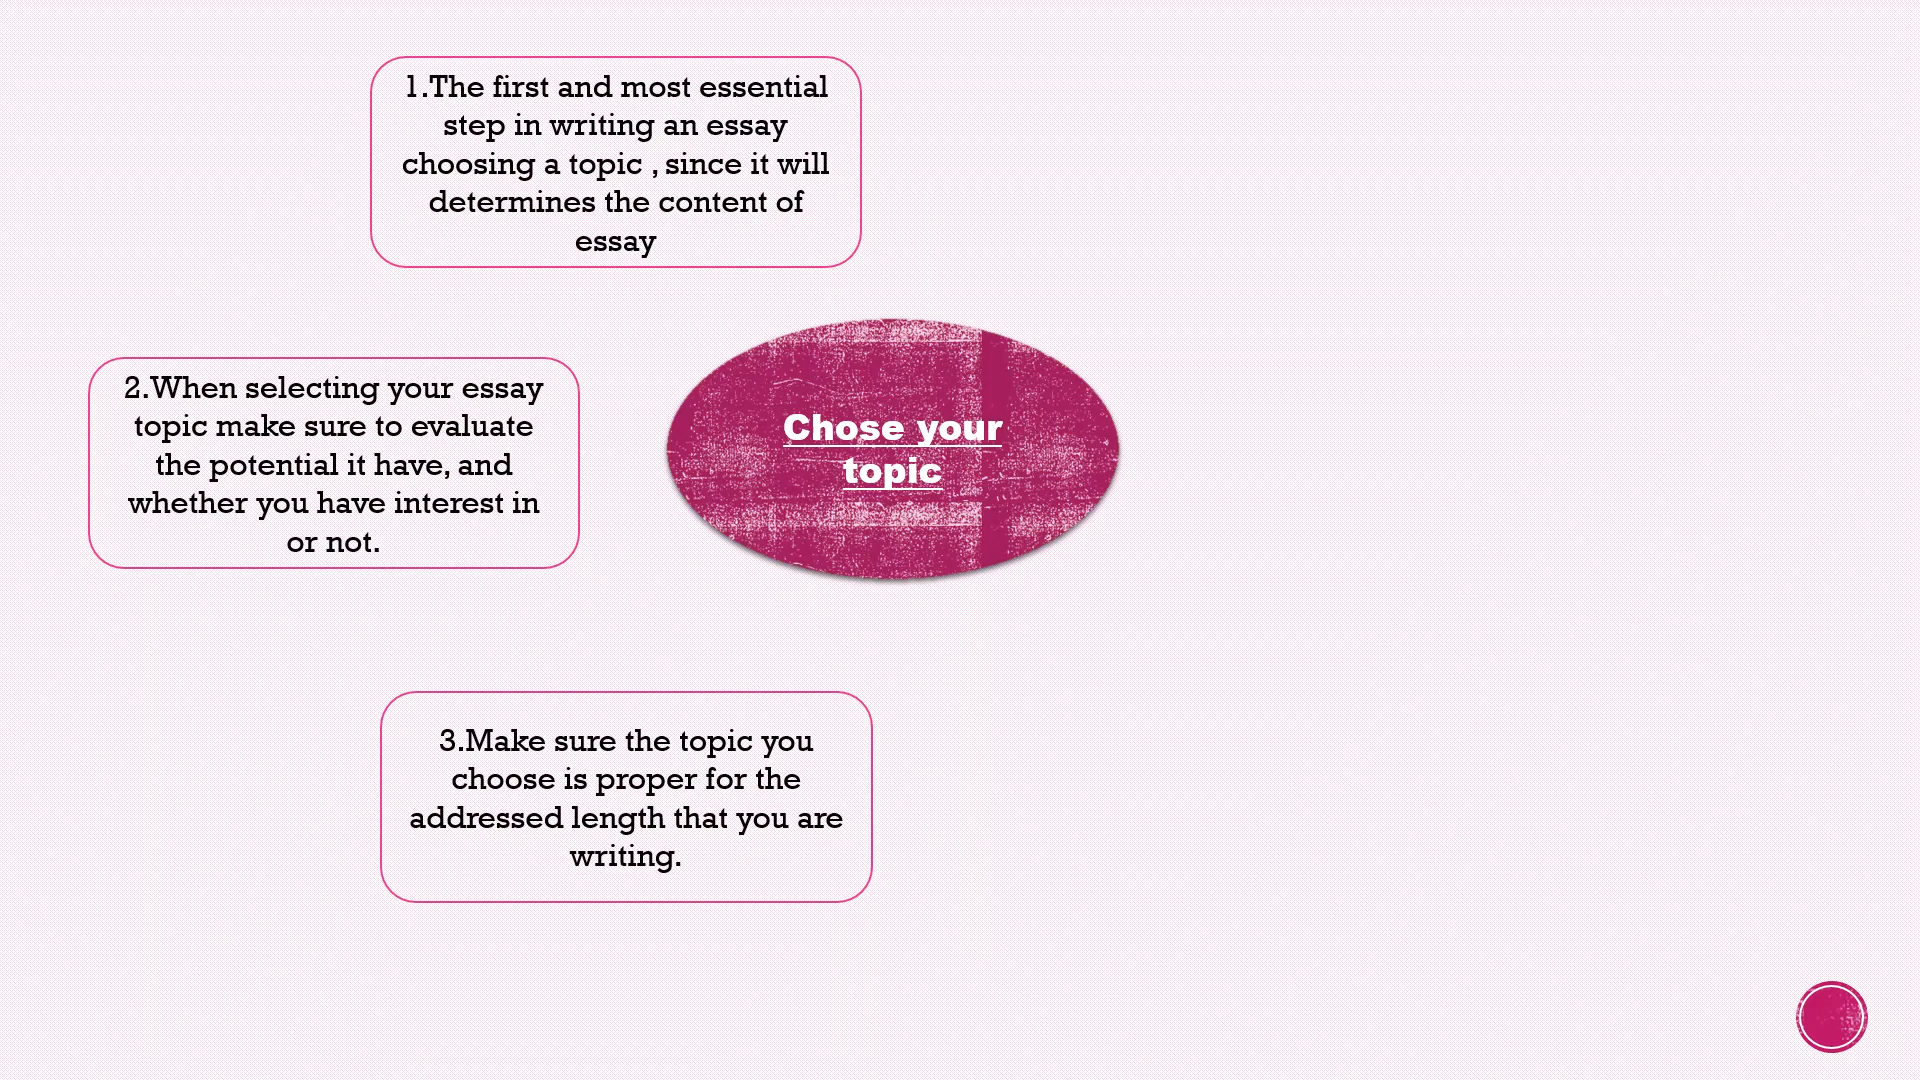 1.The first and most essential
step in writing an essay
choosing a topic , since it will
determines the content of
essay
2.When selecting your essay
topic make sure to evaluate
the potential it have, and
whether you have interest in
or not.
Chose your
topic
3.Make sure the topic you
choose is proper for the
addressed length that you are
writing.